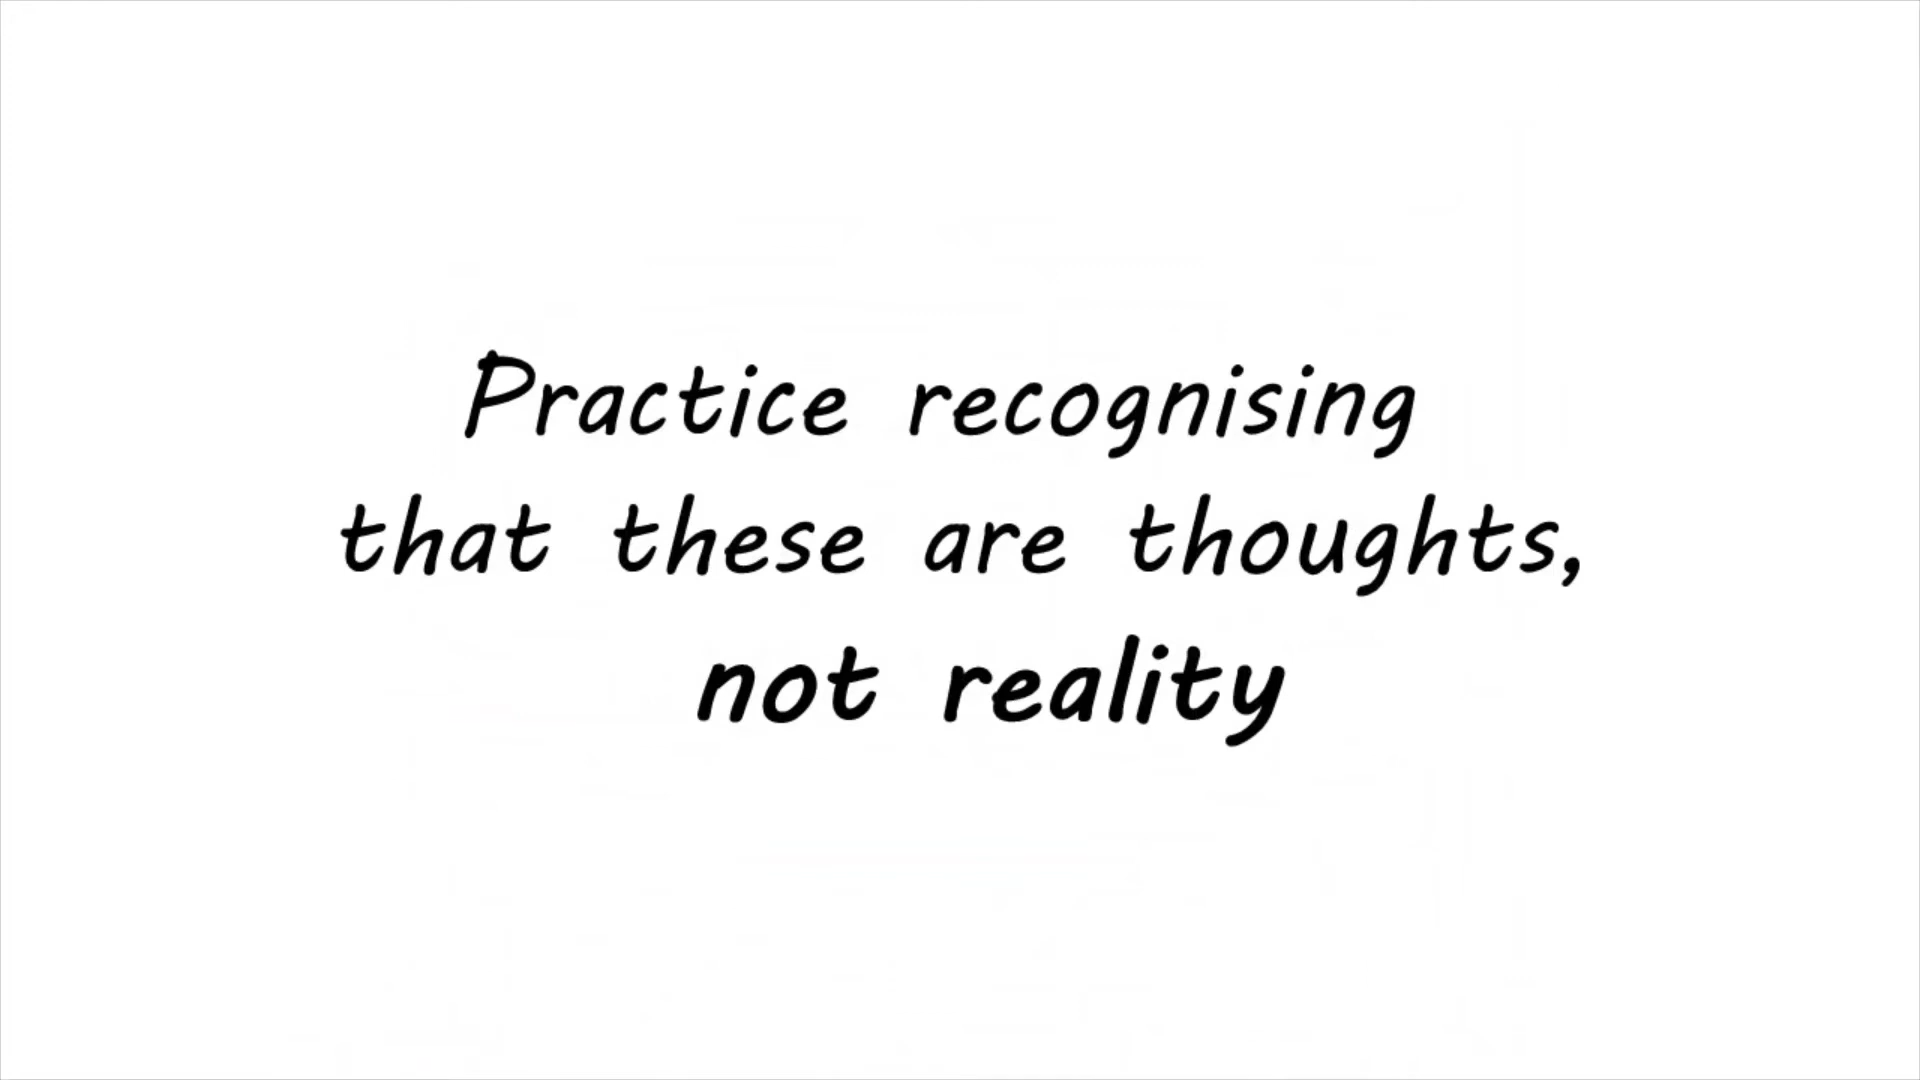 Practice recognising
that these are thoughts,
not reality